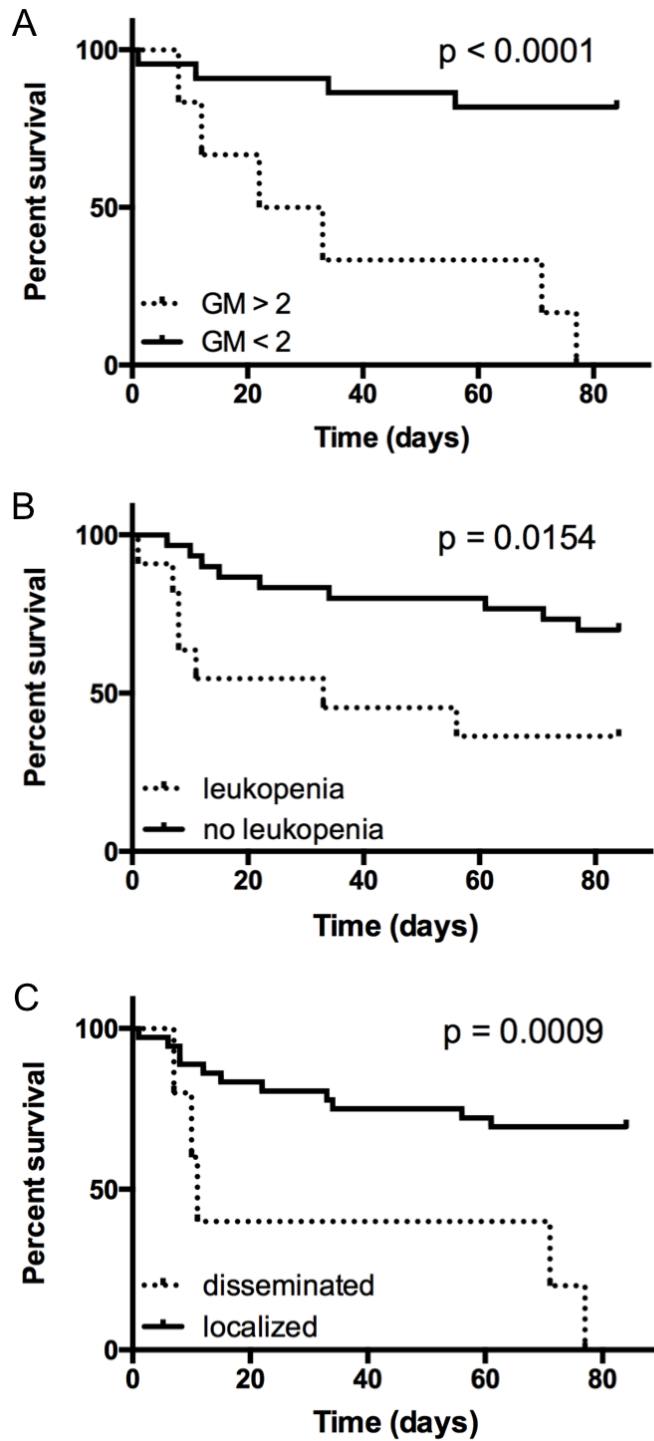 A
p < 0.0001
Percent survival
100
50
0
GM > 2
GM < 2
0 20 40 60 80
Time (days)
B
p = 0.0154
Percent survival
100
50
0
leukopenia
no leukopenia
0 20 40 60 80
Time (days)
C
p = 0.0009
Percent survival
100
50
0
disseminated
localized
0 20 40 60 80
Time (days)